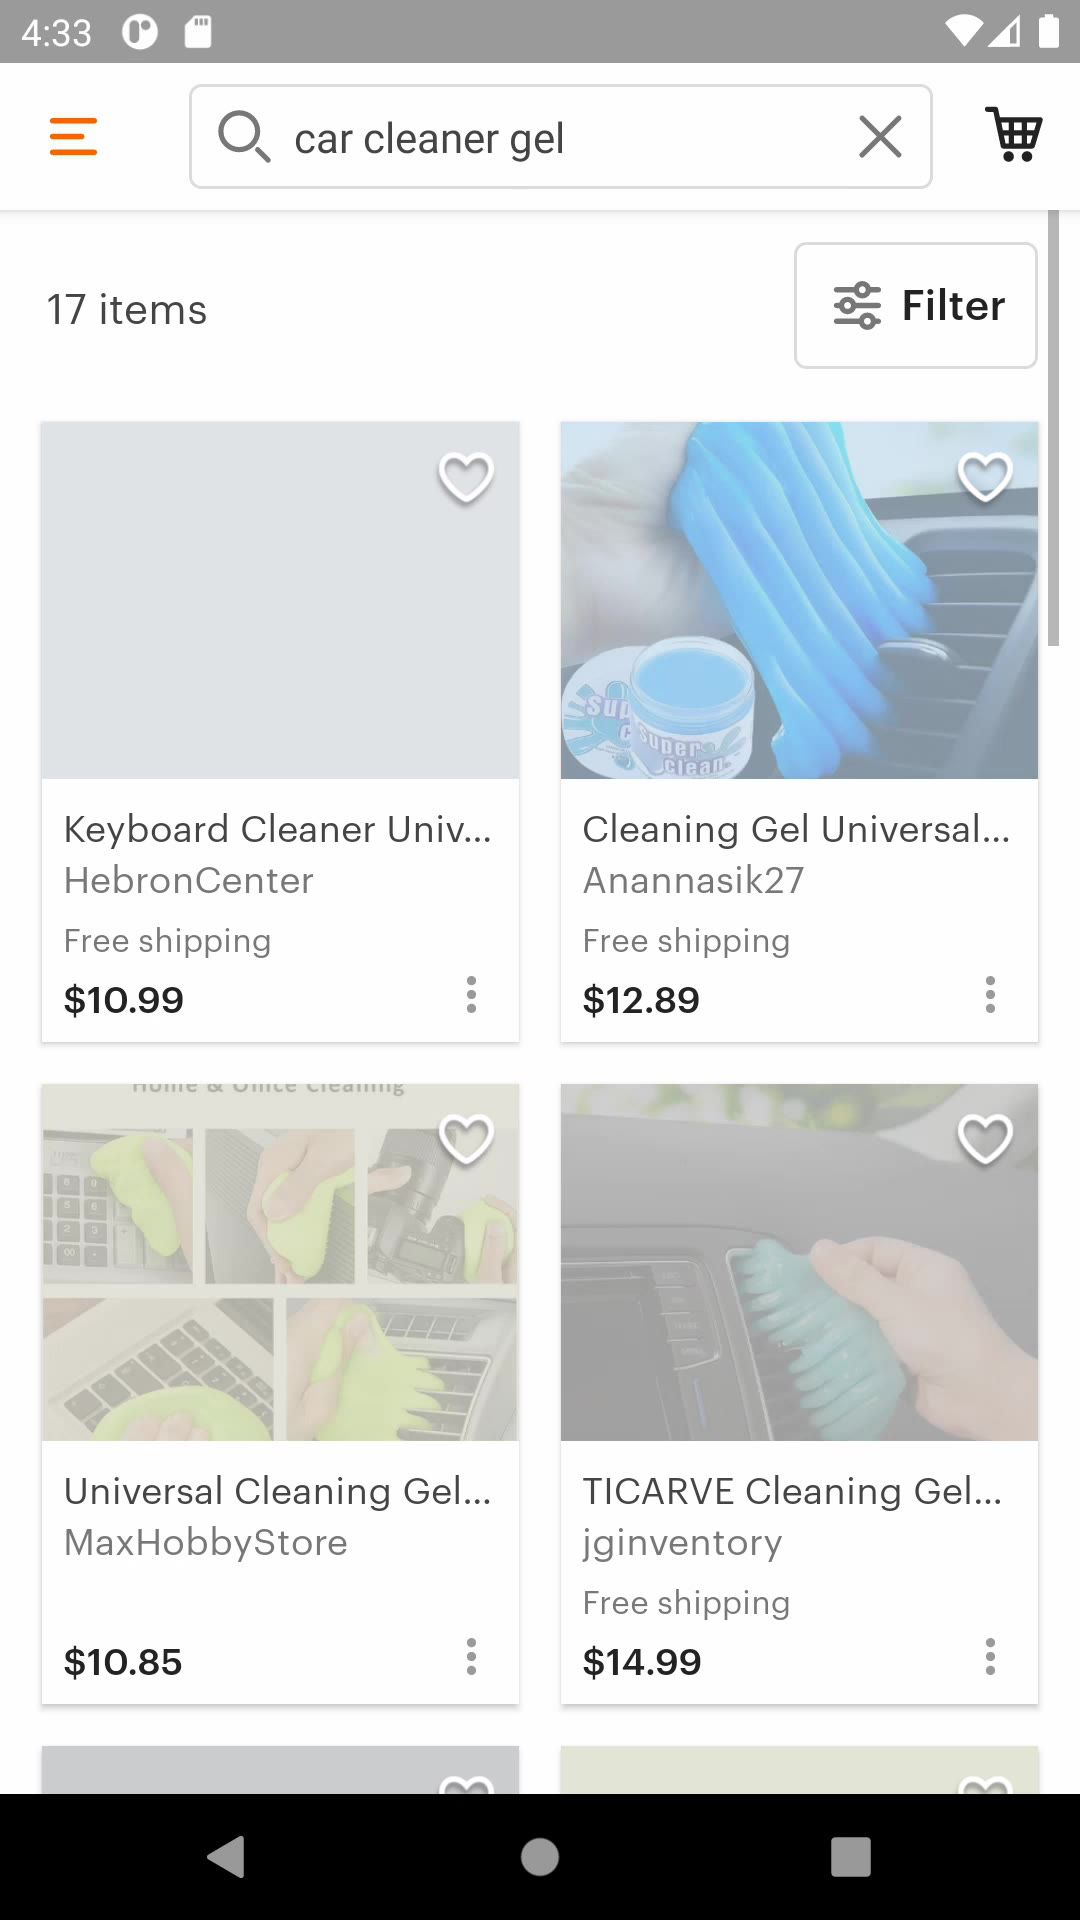 4:33
car cleaner gel
17 items
Filter
Super
clean.
Keyboard Cleaner Univ...
HebronCenter
Free shipping
$10.99
Cleaning Gel Universal...
Anannasik27
Free shipping
$12.89
Home & Office Cleaning
Universal Cleaning Gel...
MaxHobbyStore
$10.85
TICARVE Cleaning Gel...
jginventory
Free shipping
$14.99